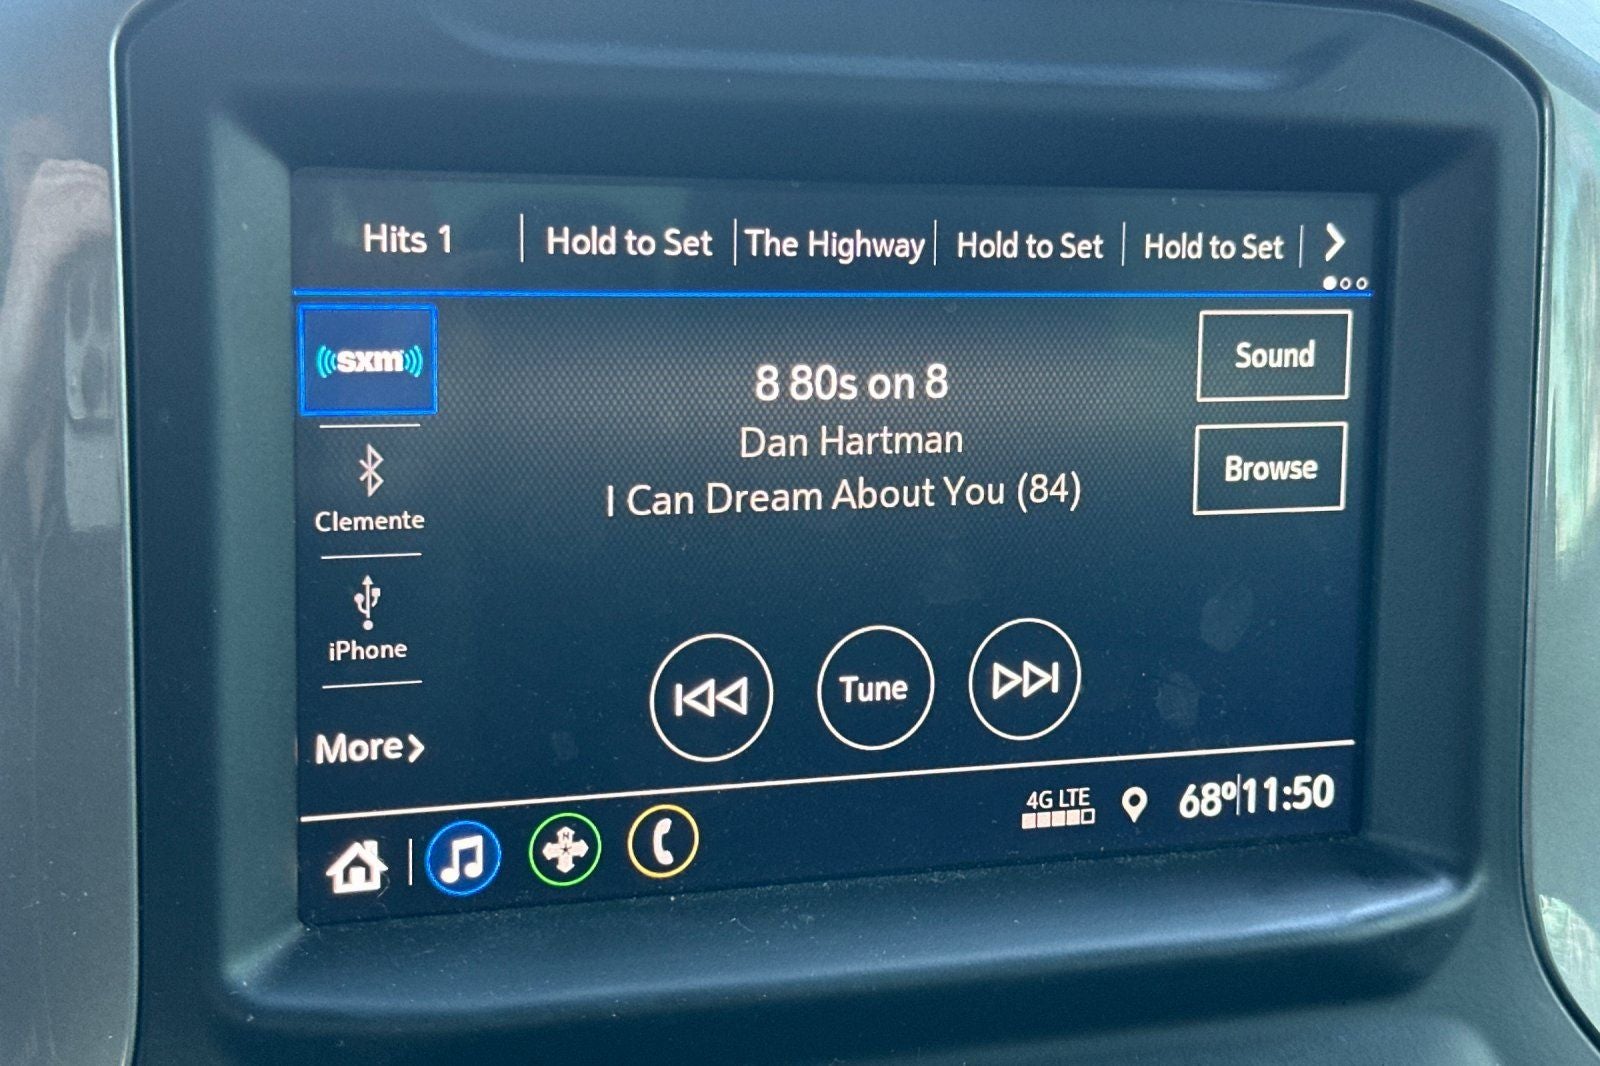 Hits 1 Hold to Set The Highway Hold to Set Hold to Set
sxm
8 80s on 8
Dan Hartman
I Can Dream About You (84)
Sound
Browse
Clemente
iPhone
More
Tune
4G LTE
68° 11:50
N